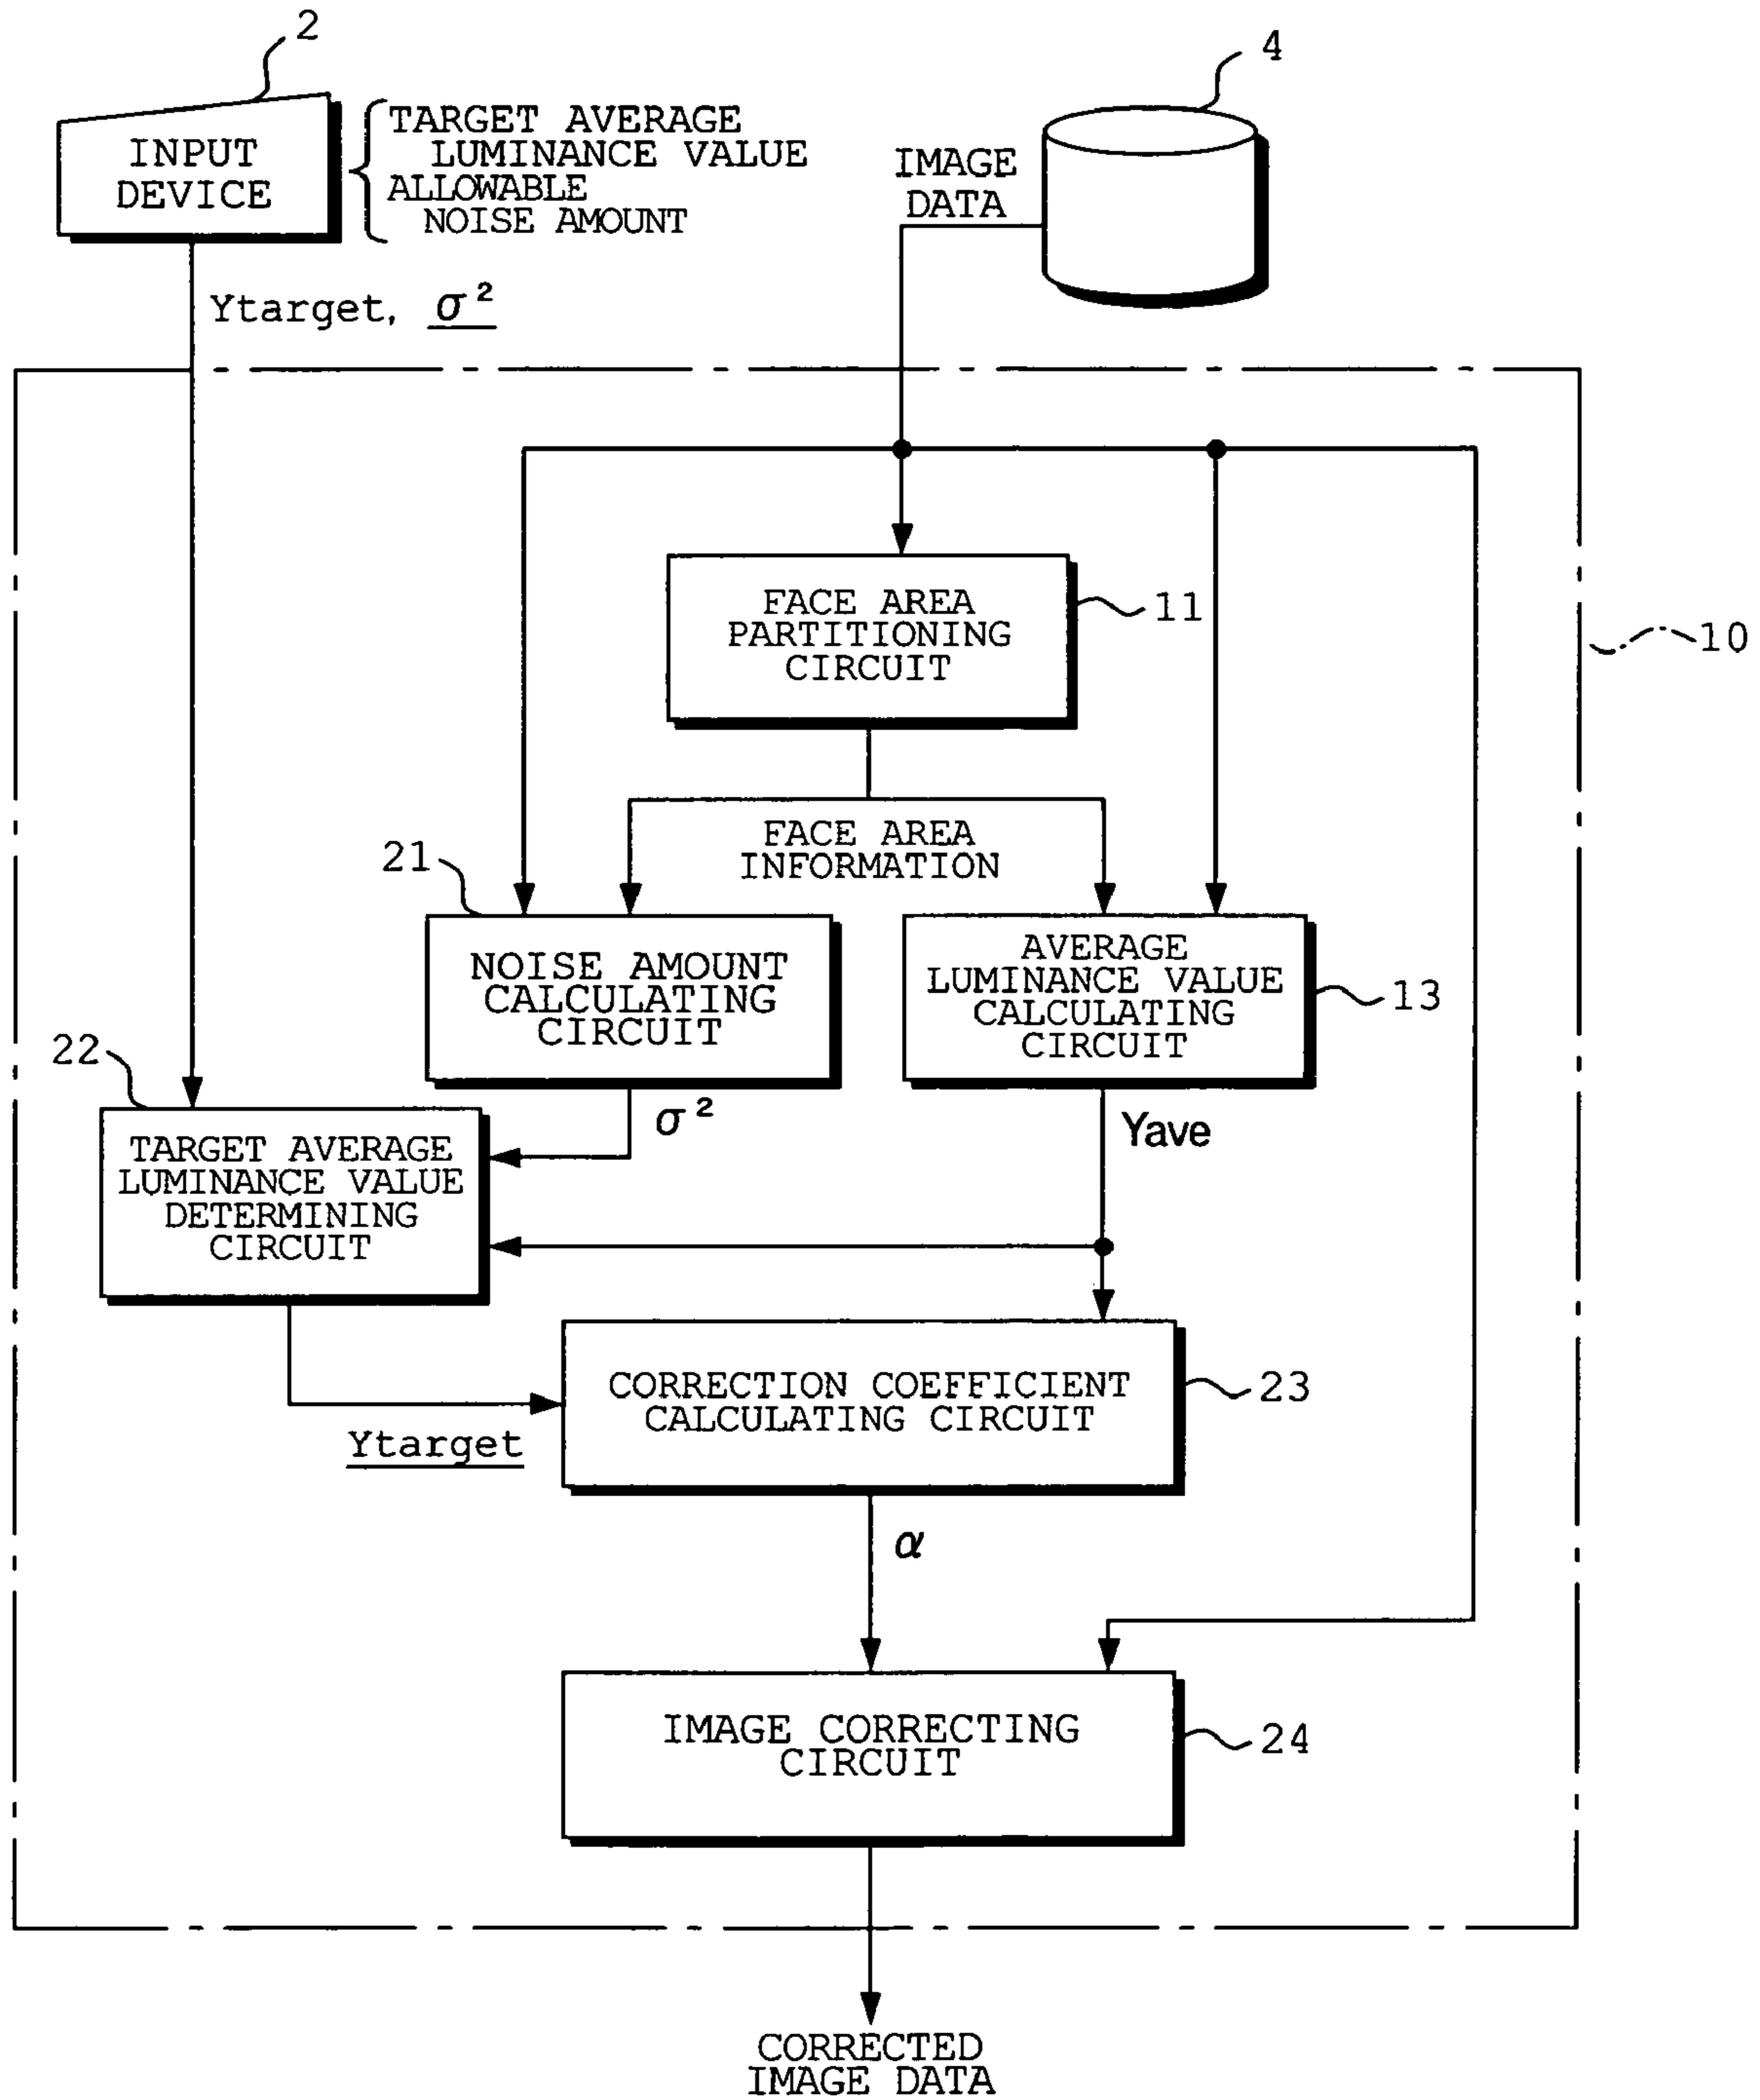 2
4
INPUT
DEVICE
TARGET AVERAGE
LUMINANCE VALUE
ALLOWABLE
NOISE AMOUNT
IMAGE
DATA
Ytarget, σ²
FACE AREA
PARTITIONING
CIRCUIT
11
10
FACE AREA
INFORMATION
21
NOISE AMOUNT
CALCULATING
CIRCUIT
AVERAGE
LUMINANCE VALUE
CALCULATING
CIRCUIT
13
22
σ²
Yave
TARGET AVERAGE
LUMINANCE VALUE
DETERMINING
CIRCUIT
CORRECTION COEFFICIENT
CALCULATING CIRCUIT
23
Ytarget
α
IMAGE CORRECTING
CIRCUIT
24
CORRECTED
IMAGE DATA